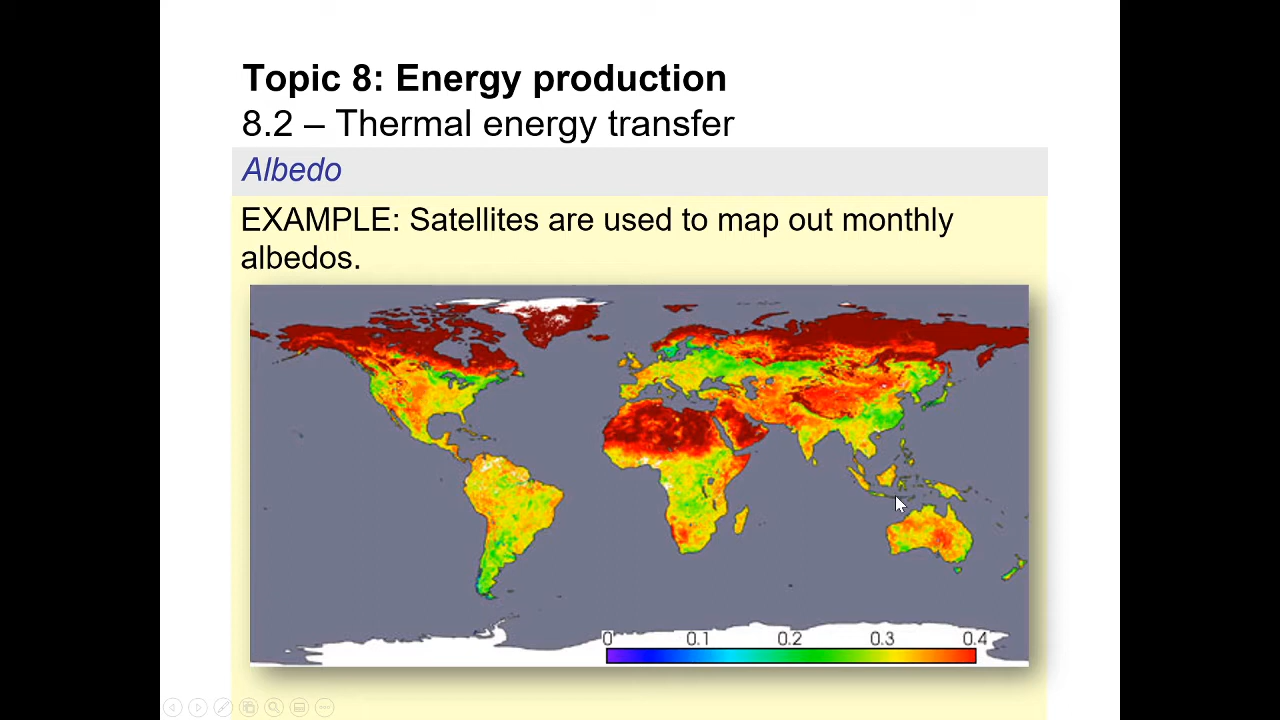 Topic 8: Energy production
8.2 – Thermal energy transfer
Albedo
EXAMPLE: Satellites are used to map out monthly
albedos.
0 0.1 0.2 0.3 0.4